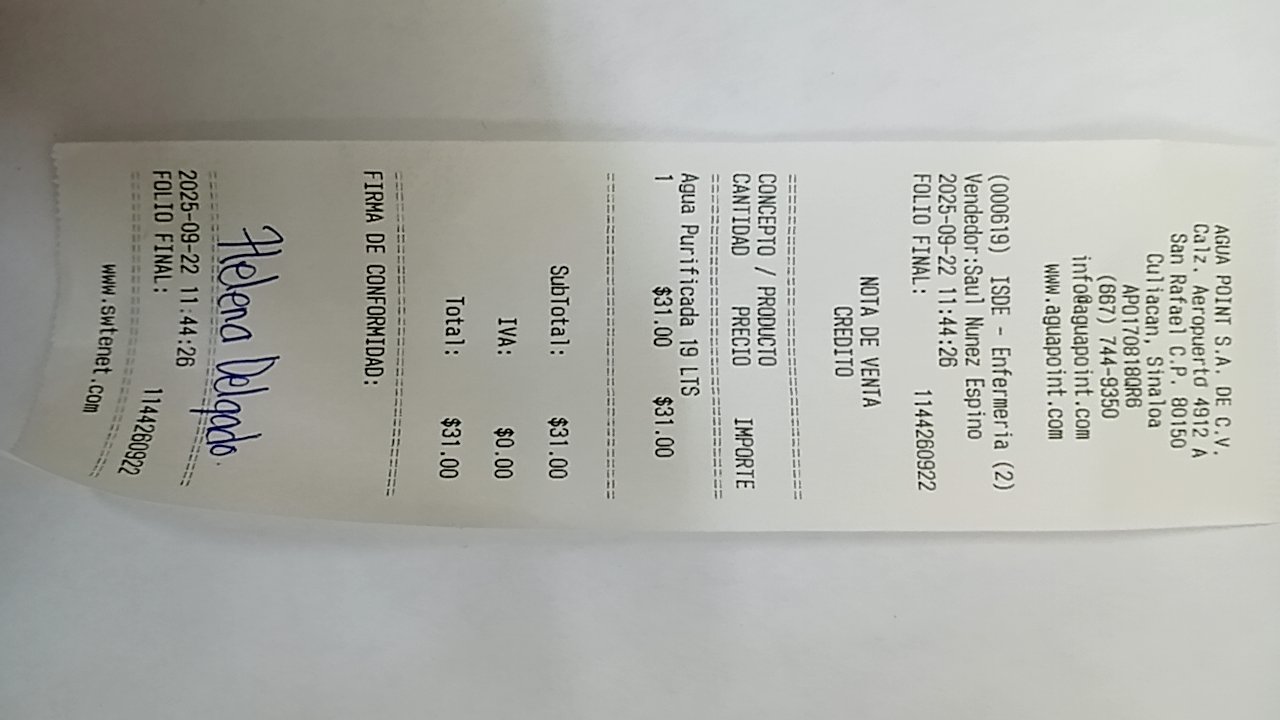 AGUA POINT S.A. DE C.V.
Calz. Aeropuerto 4912 A
San Rafael C.P. 80150
Culiacan, Sinaloa
APO170818QR6
(667) 744-9350
info@aguapoint.com
www.aguapoint.com
NOTA DE VENTA
CREDITO
(000619) ISDE - Enfermeria (2)
Vendedor:Saul Nunez Espino
2025-09-22 11:44:26
FOLIO FINAL: 1144260922
CONCEPTO / PRODUCTO
CANTIDAD PRECIO IMPORTE
Agua Purificada 19 LTS
1 $31.00 $31.00
SubTotal: $31.00
IVA: $0.00
Total: $31.00
FIRMA DE CONFORMIDAD:
Helena Delgado.
2025-09-22 11:44:26
FOLIO FINAL: 1144260922
www.swtenet.com